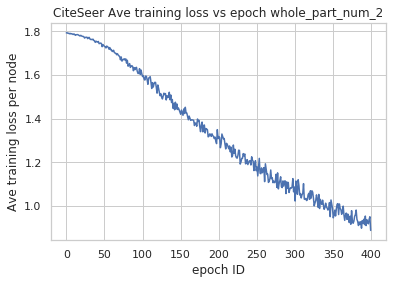 CiteSeer Ave training loss vs epoch whole_part_num_2
Ave training loss per node
1.8
1.6
1.4
1.2
1.0
0 50 100 150 200 250 300 350 400
epoch ID